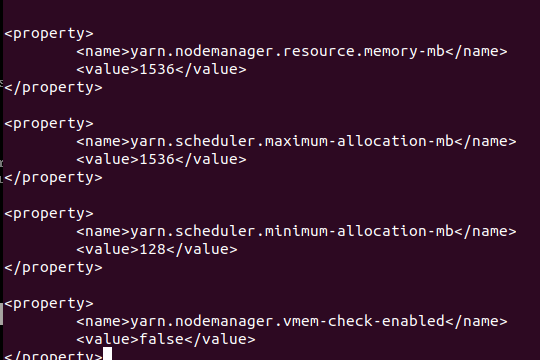 <property>
        <name>yarn.nodemanager.resource.memory-mb</name>
        <value>1536</value>
</property>

<property>
        <name>yarn.scheduler.maximum-allocation-mb</name>
        <value>1536</value>
</property>

<property>
        <name>yarn.scheduler.minimum-allocation-mb</name>
        <value>128</value>
</property>

<property>
        <name>yarn.nodemanager.vmem-check-enabled</name>
        <value>false</value>
</property>